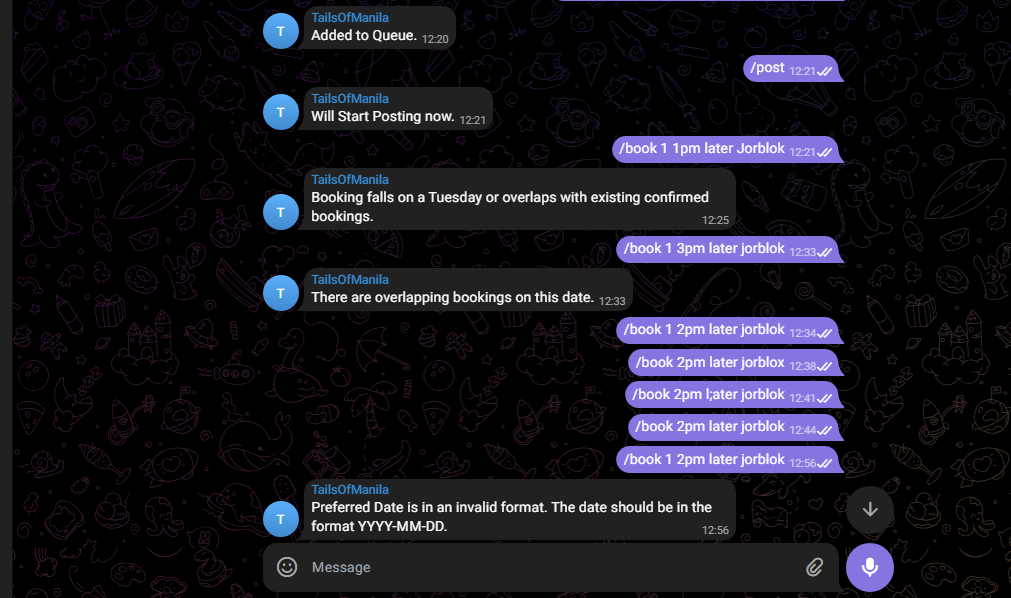 TailsOfManila
T
Added to Queue. 12:20
/post 12:21
TailsOfManila
T
Will Start Posting now. 12:21
/book 1 1pm later Jorblok 12:21
TailsOfManila
Booking falls on a Tuesday or overlaps with existing confirmed
T
bookings. 12:25
/book 1 3pm later jorblok 12:33
TailsOfManila
T
There are overlapping bookings on this date. 12:33
/book 1 2pm later jorblok 12:34
/book 2pm later jorblox 12:38
/book 2pm l;ater jorblok 12:41
/book 2pm later jorblok 12:44
/book 1 2pm later jorblok 12:56
TailsOfManila
Preferred Date is in an invalid format. The date should be in the
T
format YYYY-MM-DD. 12:56
Message